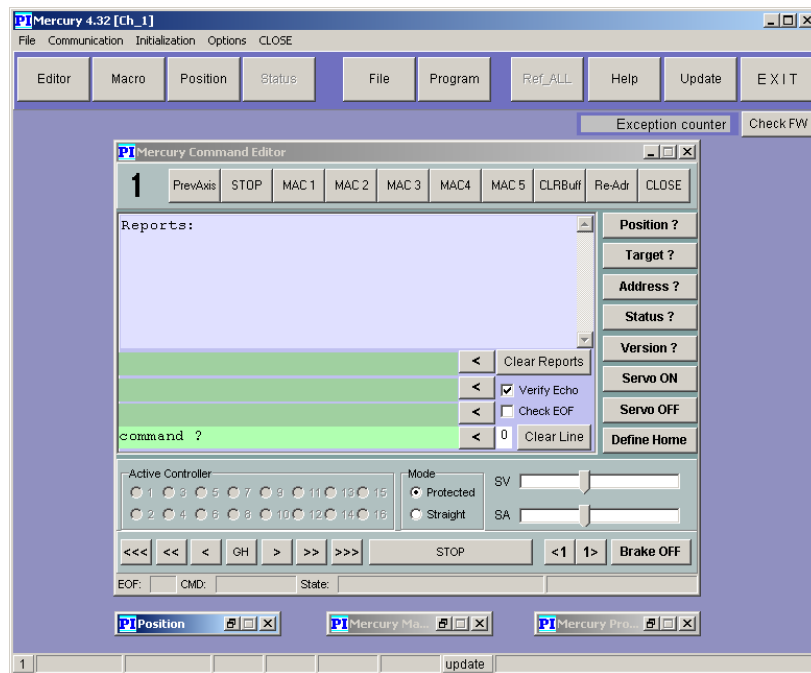 PI Mercury 4.32 [Ch_1]
File Communication Initialization Options CLOSE
Editor Macro Position Status File Program Ref_ALL Help Update EXIT
Exception counter Check FW
PI Mercury Command Editor
1 PrevAxis STOP MAC 1 MAC 2 MAC 3 MAC4 MAC 5 CLRBuff Re-Adr CLOSE
Reports:
Position ?
Target ?
Address ?
Status ?
Version ?
< Clear Reports
Servo ON
< Verify Echo
< Check EOF
Servo OFF
command ? < 0 Clear Line
Define Home
Active Controller Mode
1 3 5 7 9 11 13 15 Protected SV
2 4 6 8 10 12 14 16 Straight SA
<<< << < GH > >> >>> STOP <1 1> Brake OFF
EOF: CMD: State:
PI Position PI Mercury Ma... PI Mercury Pro...
1 update